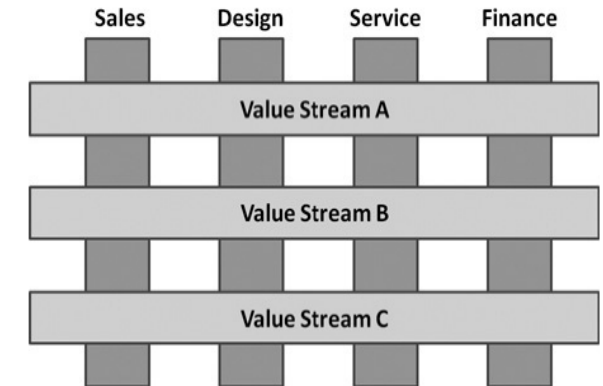 Sales Design Service Finance
Value Stream A
Value Stream B
Value Stream C